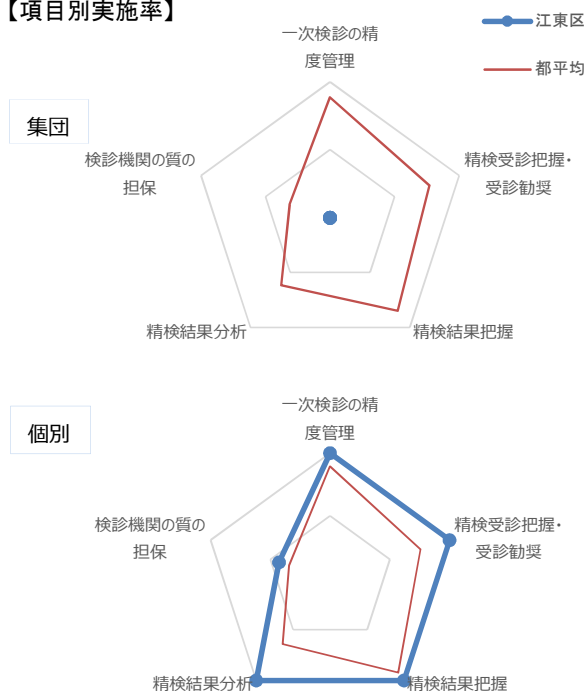 【項目別実施率】
江東区
都平均
集団
一次検診の精
度管理
精検受診把握・
受診勧奨
精検結果把握
精検結果分析
検診機関の質の
担保
個別
一次検診の精
度管理
精検受診把握・
受診勧奨
精検結果把握
精検結果分析
検診機関の質の
担保